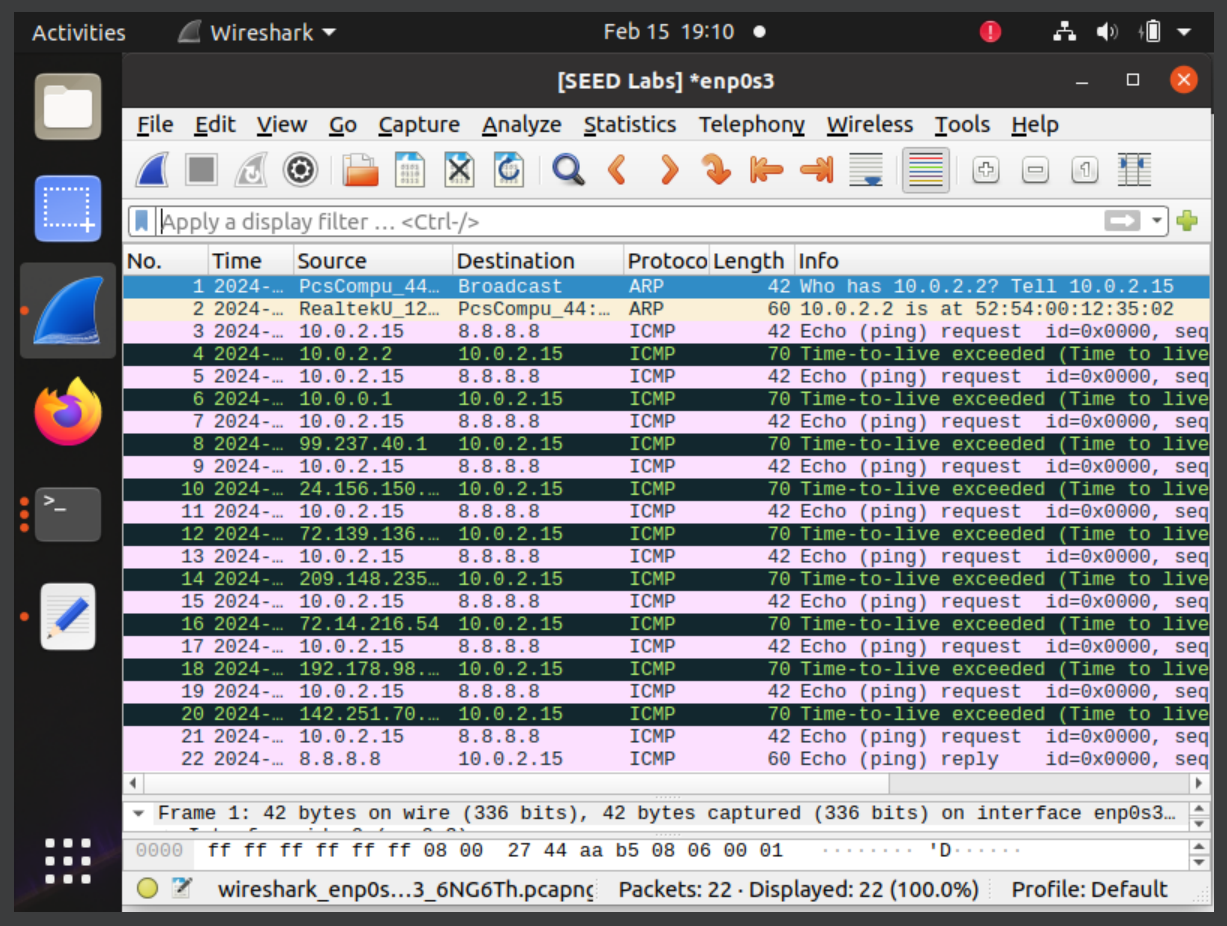 Activities Wireshark Feb 15 19:10
[SEED Labs] *enp0s3
File Edit View Go Capture Analyze Statistics Telephony Wireless Tools Help
Apply a display filter … <Ctrl-/>
No. Time Source Destination Protoco Length Info
1 2024-… PcsCompu_44… Broadcast ARP 42 Who has 10.0.2.2? Tell 10.0.2.15
2 2024-… RealtekU_12… PcsCompu_44:… ARP 60 10.0.2.2 is at 52:54:00:12:35:02
3 2024-… 10.0.2.15 8.8.8.8 ICMP 42 Echo (ping) request id=0x0000, seq
4 2024-… 10.0.2.2 10.0.2.15 ICMP 70 Time-to-live exceeded (Time to live
5 2024-… 10.0.2.15 8.8.8.8 ICMP 42 Echo (ping) request id=0x0000, seq
6 2024-… 10.0.0.1 10.0.2.15 ICMP 70 Time-to-live exceeded (Time to live
7 2024-… 10.0.2.15 8.8.8.8 ICMP 42 Echo (ping) request id=0x0000, seq
8 2024-… 99.237.40.1 10.0.2.15 ICMP 70 Time-to-live exceeded (Time to live
9 2024-… 10.0.2.15 8.8.8.8 ICMP 42 Echo (ping) request id=0x0000, seq
10 2024-… 24.156.150.… 10.0.2.15 ICMP 70 Time-to-live exceeded (Time to live
11 2024-… 10.0.2.15 8.8.8.8 ICMP 42 Echo (ping) request id=0x0000, seq
12 2024-… 72.139.136.… 10.0.2.15 ICMP 70 Time-to-live exceeded (Time to live
13 2024-… 10.0.2.15 8.8.8.8 ICMP 42 Echo (ping) request id=0x0000, seq
14 2024-… 209.148.235… 10.0.2.15 ICMP 70 Time-to-live exceeded (Time to live
15 2024-… 10.0.2.15 8.8.8.8 ICMP 42 Echo (ping) request id=0x0000, seq
16 2024-… 72.14.216.54 10.0.2.15 ICMP 70 Time-to-live exceeded (Time to live
17 2024-… 10.0.2.15 8.8.8.8 ICMP 42 Echo (ping) request id=0x0000, seq
18 2024-… 192.178.98.… 10.0.2.15 ICMP 70 Time-to-live exceeded (Time to live
19 2024-… 10.0.2.15 8.8.8.8 ICMP 42 Echo (ping) request id=0x0000, seq
20 2024-… 142.251.70.… 10.0.2.15 ICMP 70 Time-to-live exceeded (Time to live
21 2024-… 10.0.2.15 8.8.8.8 ICMP 42 Echo (ping) request id=0x0000, seq
22 2024-… 8.8.8.8 10.0.2.15 ICMP 60 Echo (ping) reply id=0x0000, seq
Frame 1: 42 bytes on wire (336 bits), 42 bytes captured (336 bits) on interface enp0s3…
0000 ff ff ff ff ff ff 08 00 27 44 aa b5 08 06 00 01 ········ 'D······
wireshark_enp0s…3_6NG6Th.pcapng Packets: 22 · Displayed: 22 (100.0%) Profile: Default